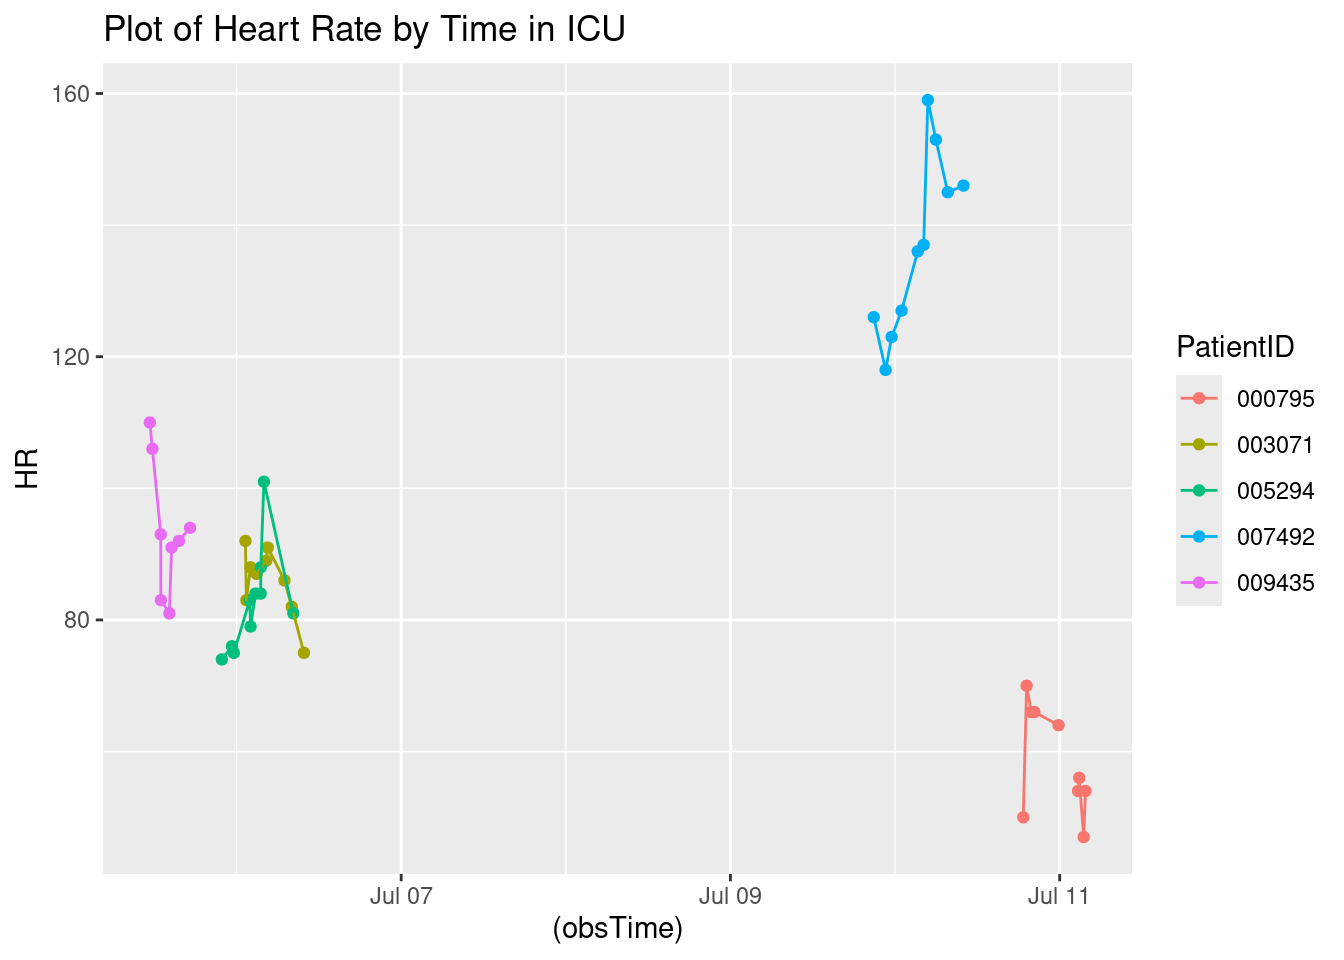 Plot of Heart Rate by Time in ICU
160
120
80
HR
Jul 07
Jul 09
Jul 11
(obsTime)
PatientID
000795
003071
005294
007492
009435